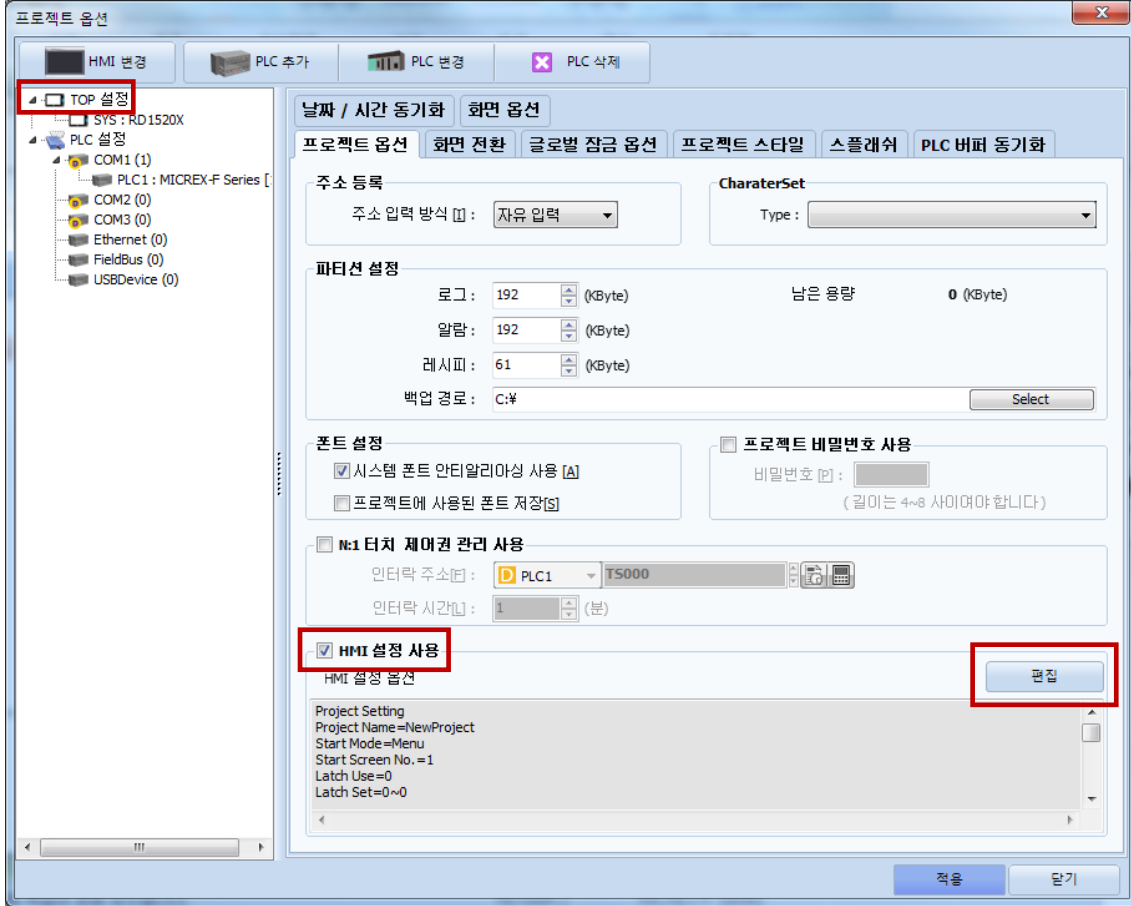 프로젝트 옵션
HMI 변경
PLC 추가
PLC 변경
PLC 삭제
TOP 설정
SYS : RD1520X
PLC 설정
COM1 (1)
PLC1 : MICREX-F Series [
COM2 (0)
COM3 (0)
Ethernet (0)
FieldBus (0)
USBDevice (0)
날짜 / 시간 동기화
화면 옵션
프로젝트 옵션
화면 전환
글로벌 잠금 옵션
프로젝트 스타일
스플래쉬
PLC 버퍼 동기화
주소 등록
주소 입력 방식 [I] :
자유 입력
CharaterSet
Type :
파티션 설정
로그 : 192 (KByte)
남은 용량 0 (KByte)
알람 : 192 (KByte)
레시피 : 61 (KByte)
백업 경로 : C:₩ Select
폰트 설정
시스템 폰트 안티알리아싱 사용 [A]
프로젝트에 사용된 폰트 저장[S]
프로젝트 비밀번호 사용
비밀번호 [P] :
( 길이는 4~8 사이여야 합니다 )
N:1 터치 제어권 관리 사용
인터락 주소[F] : D PLC1 TS000
인터락 시간[L] : 1 (분)
HMI 설정 사용
HMI 설정 옵션
편집
Project Setting
Project Name=NewProject
Start Mode=Menu
Start Screen No.=1
Latch Use=0
Latch Set=0~0
적용
닫기